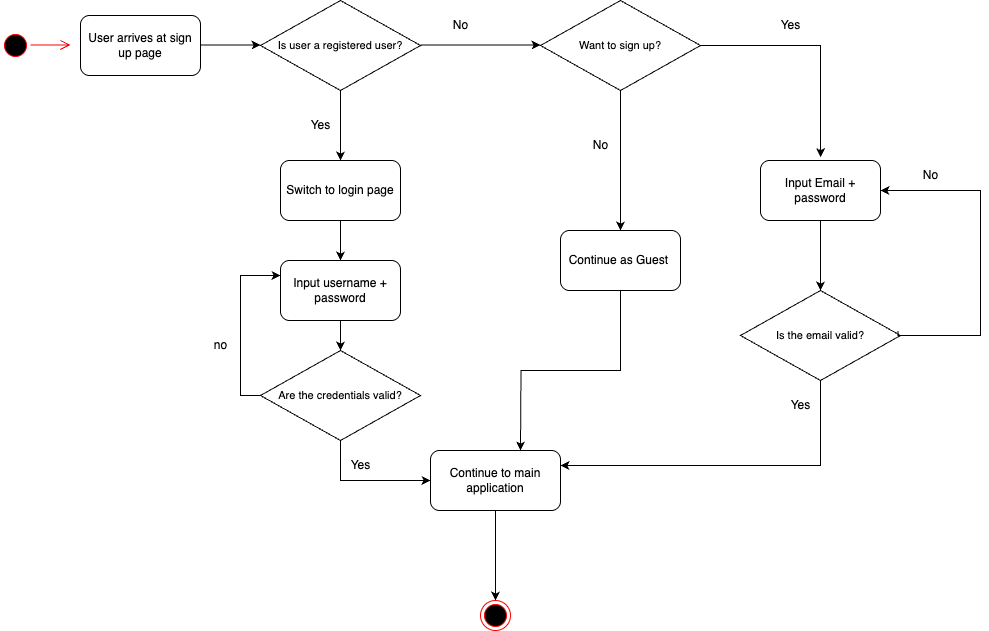 User arrives at sign
up page
Is user a registered user?
No
Want to sign up?
Yes
Yes
Switch to login page
No
Continue as Guest
Input Email +
password
No
Input username +
password
no
Are the credentials valid?
Is the email valid?
Yes
Yes
Continue to main
application